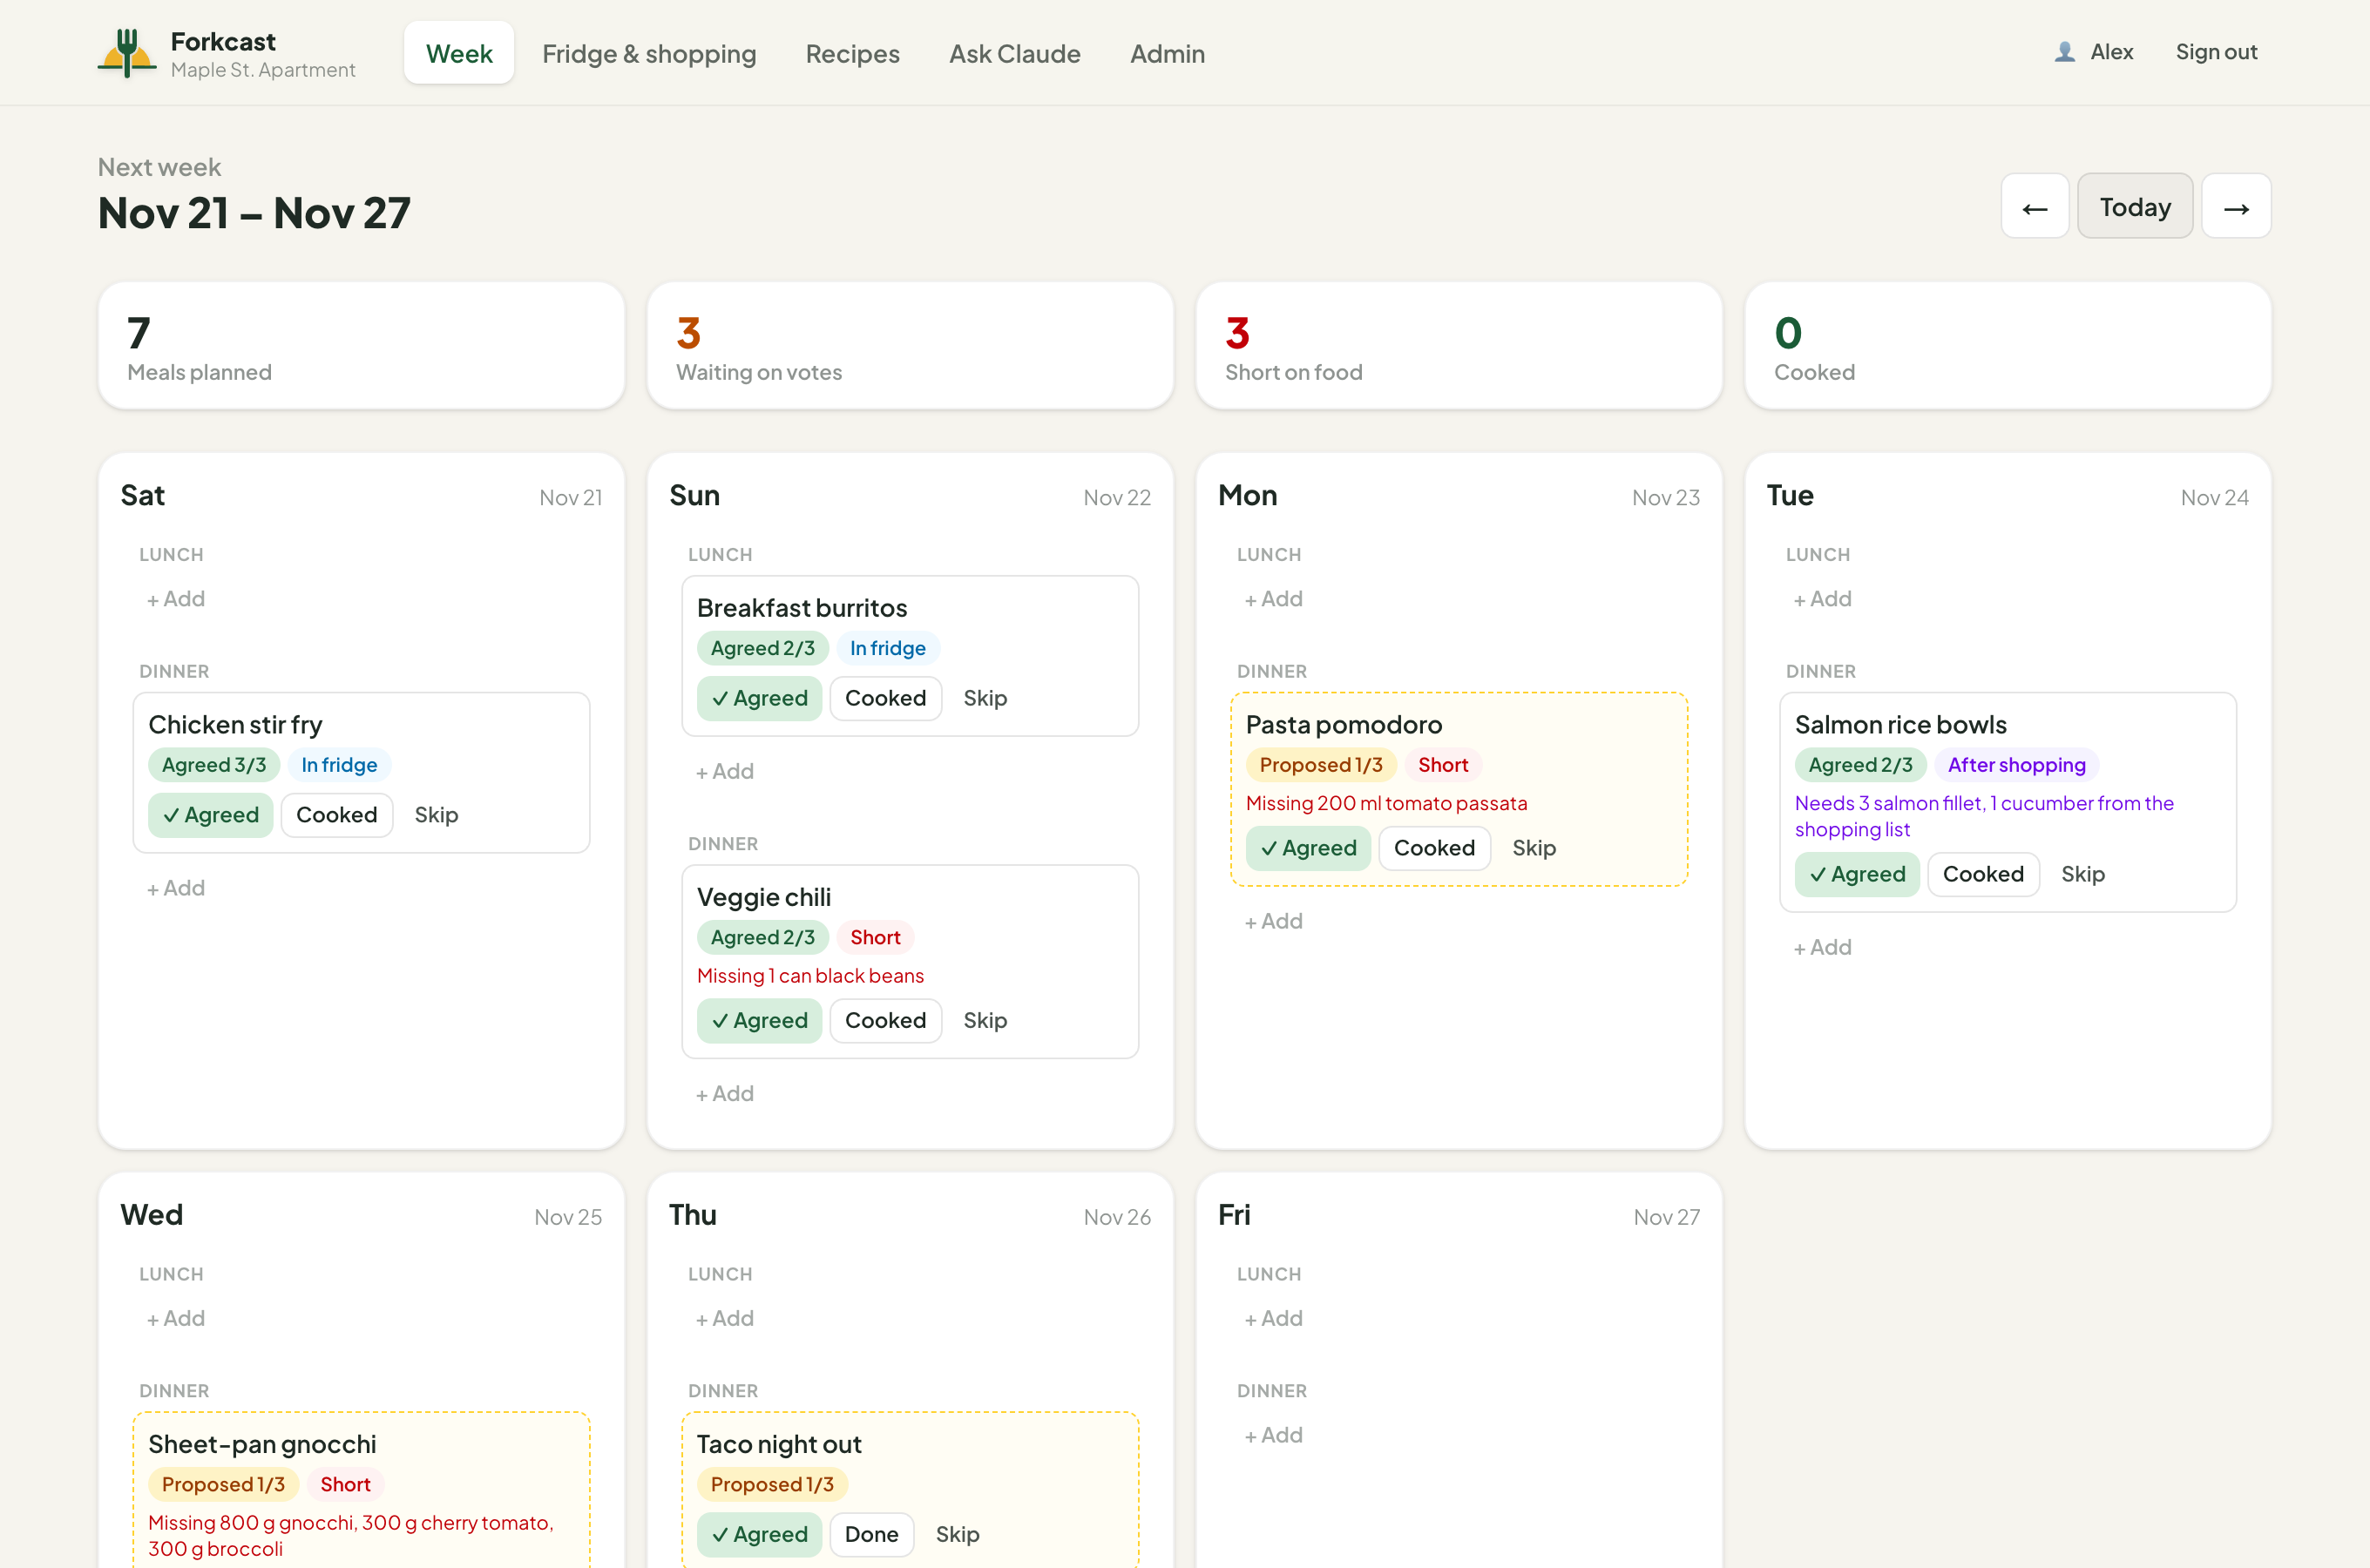 Forkcast
Maple St. Apartment
Week
Fridge & shopping
Recipes
Ask Claude
Admin
Alex
Sign out
Next week
Nov 21 – Nov 27
←
Today
→
7
Meals planned
3
Waiting on votes
3
Short on food
0
Cooked
Sat
Nov 21
LUNCH
+ Add
DINNER
Chicken stir fry
Agreed 3/3
In fridge
✓ Agreed
Cooked
Skip
+ Add
Sun
Nov 22
LUNCH
Breakfast burritos
Agreed 2/3
In fridge
✓ Agreed
Cooked
Skip
+ Add
DINNER
Veggie chili
Agreed 2/3
Short
Missing 1 can black beans
✓ Agreed
Cooked
Skip
+ Add
Mon
Nov 23
LUNCH
+ Add
DINNER
Pasta pomodoro
Proposed 1/3
Short
Missing 200 ml tomato passata
✓ Agreed
Cooked
Skip
+ Add
Tue
Nov 24
LUNCH
+ Add
DINNER
Salmon rice bowls
Agreed 2/3
After shopping
Needs 3 salmon fillet, 1 cucumber from the
shopping list
✓ Agreed
Cooked
Skip
+ Add
Wed
Nov 25
LUNCH
+ Add
DINNER
Sheet-pan gnocchi
Proposed 1/3
Short
Missing 800 g gnocchi, 300 g cherry tomato,
300 g broccoli
Thu
Nov 26
LUNCH
+ Add
DINNER
Taco night out
Proposed 1/3
✓ Agreed
Done
Skip
Fri
Nov 27
LUNCH
+ Add
DINNER
+ Add